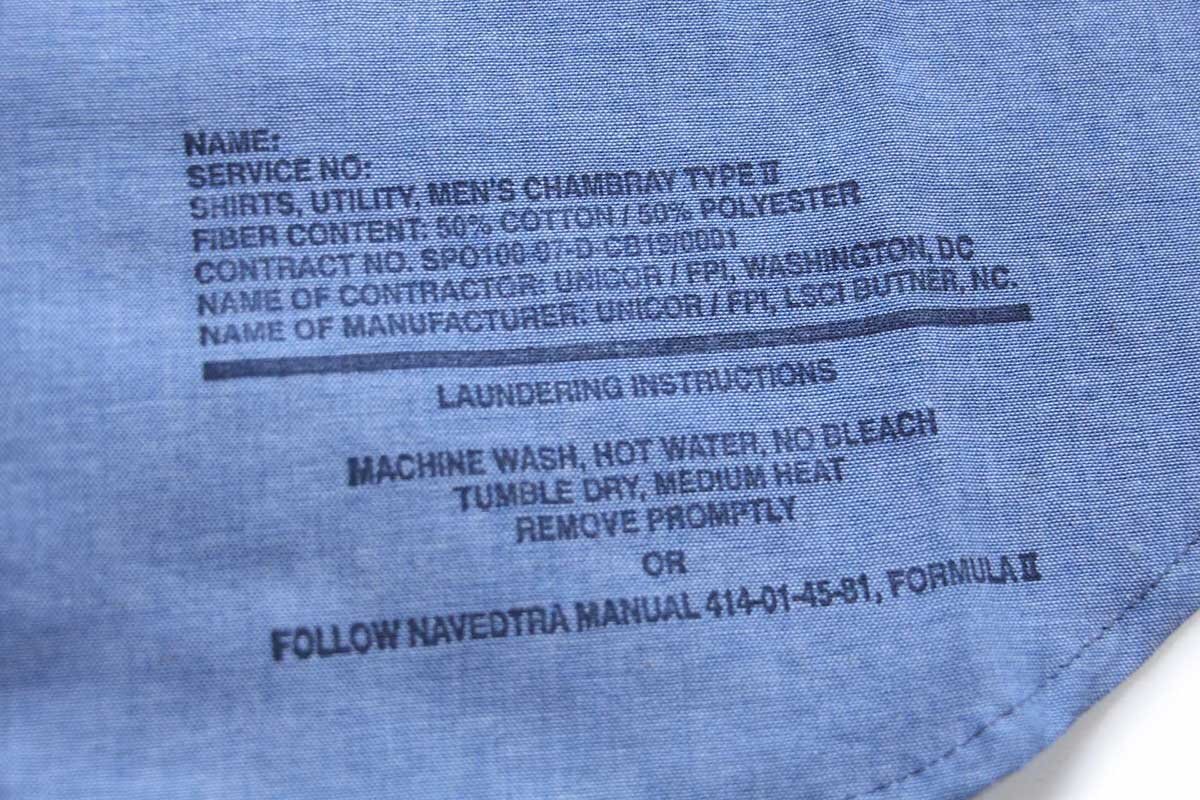 NAME:
SERVICE NO:
SHIRTS, UTILITY, MEN'S CHAMBRAY TYPE II
FIBER CONTENT: 50% COTTON / 50% POLYESTER
CONTRACT NO. SPO100-97-D-CB19/0001
NAME OF CONTRACTOR: UNICOR / FPI, WASHINGTON, DC
NAME OF MANUFACTURER: UNICOR / FPI, LSCI BUTNER, NC.
LAUNDERING INSTRUCTIONS
MACHINE WASH, HOT WATER, NO BLEACH
TUMBLE DRY, MEDIUM HEAT
REMOVE PROMPTLY
OR
FOLLOW NAVEDTRA MANUAL 414-01-45-81, FORMULA II